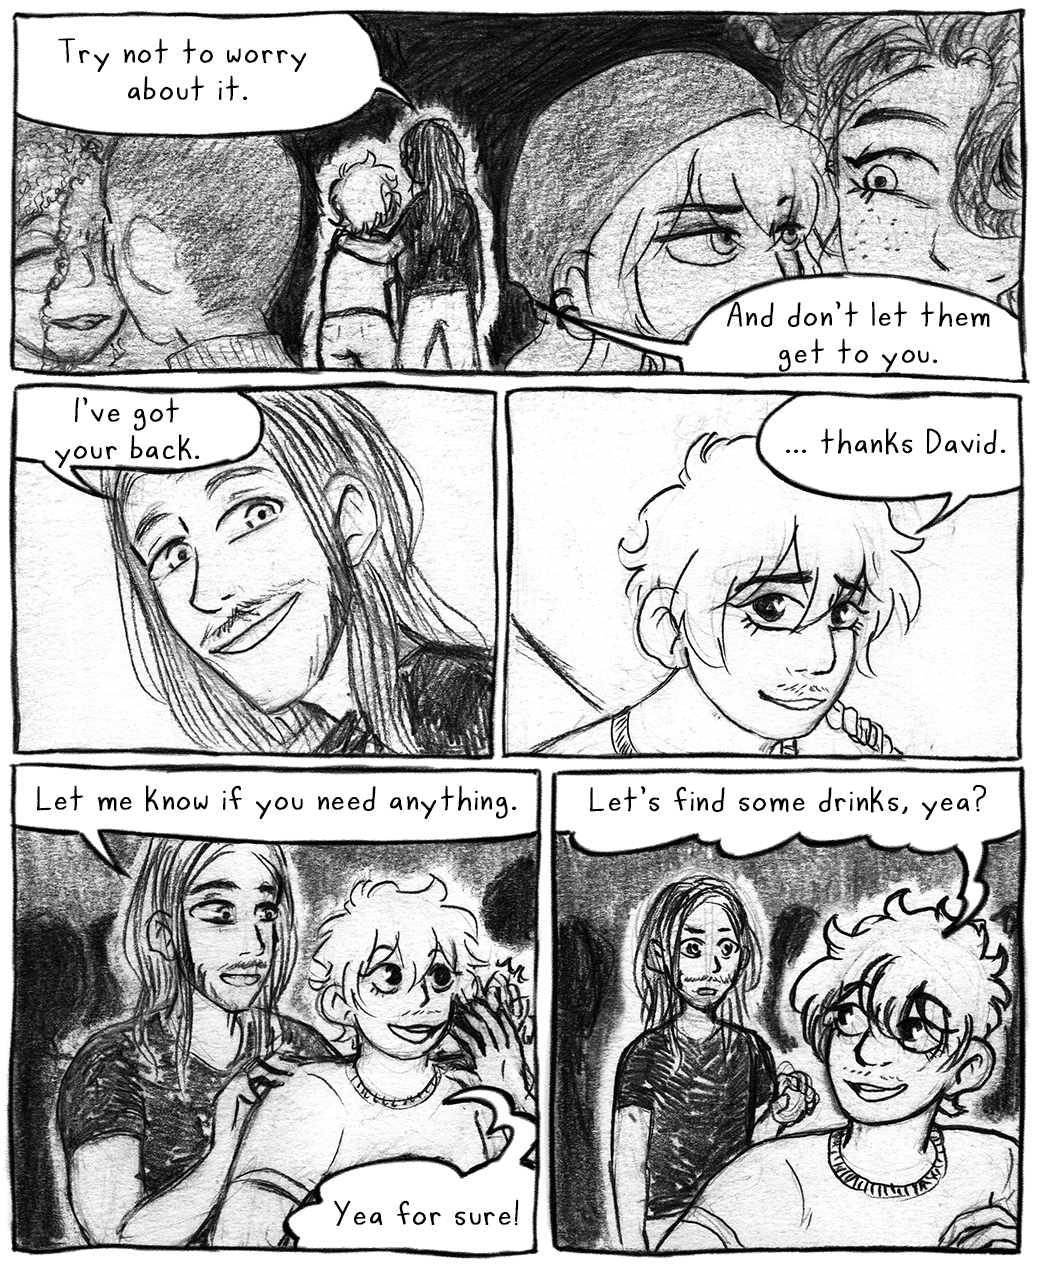 Try not to worry
about it.
And don't let them
get to you.
I've got
your back.
... thanks David.
Let me know if you need anything.
Yea for sure!
Let's find some drinks, yea?